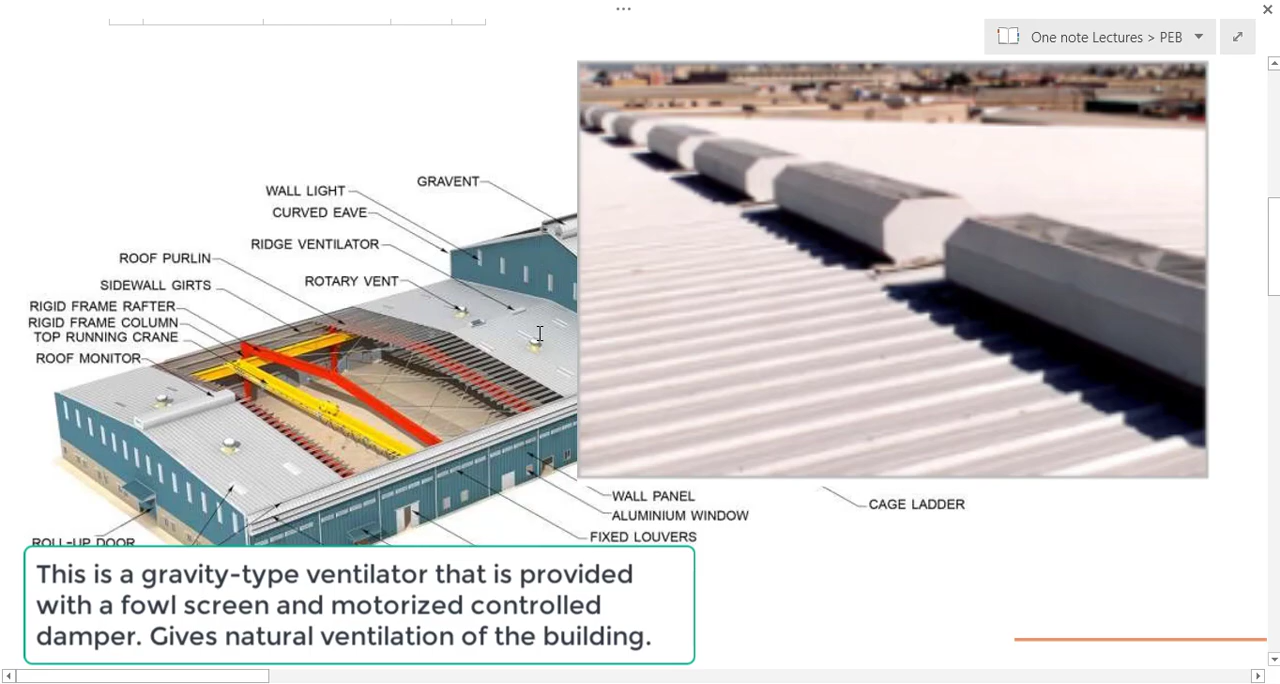 One note Lectures > PEB
GRAVENT
WALL LIGHT
CURVED EAVE
RIDGE VENTILATOR
ROOF PURLIN
ROTARY VENT
SIDEWALL GIRTS
RIGID FRAME RAFTER
RIGID FRAME COLUMN
TOP RUNNING CRANE
ROOF MONITOR
WALL PANEL
CAGE LADDER
ALUMINIUM WINDOW
FIXED LOUVERS
ROLL-UP DOOR
This is a gravity-type ventilator that is provided
with a fowl screen and motorized controlled
damper. Gives natural ventilation of the building.